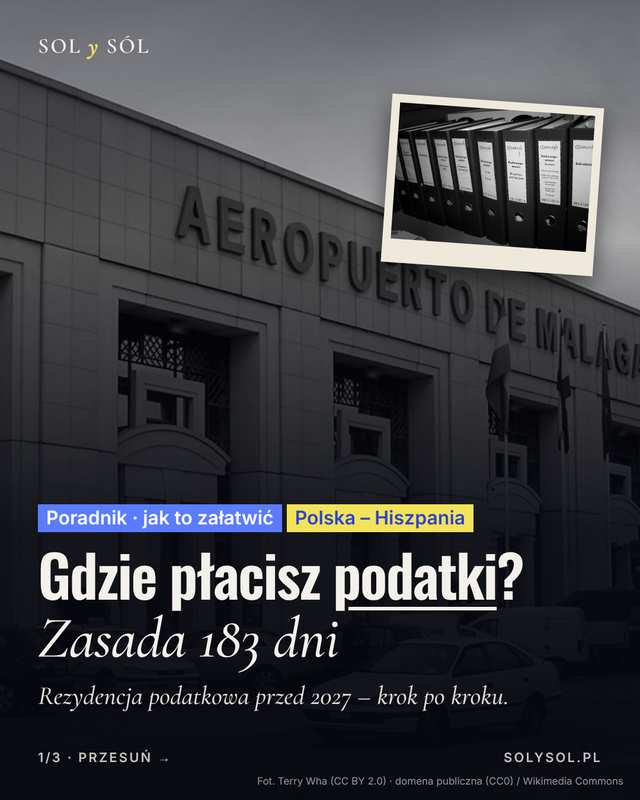 SOL y SÓL
AEROPUERTO DE MALAGA
Poradnik · jak to załatwić
Polska – Hiszpania
Gdzie płacisz podatki?
Zasada 183 dni
Rezydencja podatkowa przed 2027 – krok po kroku.
1/3 · PRZESUŃ →
SOLYSOL.PL
Fot. Terry Wha (CC BY 2.0) · domena publiczna (CC0) / Wikimedia Commons